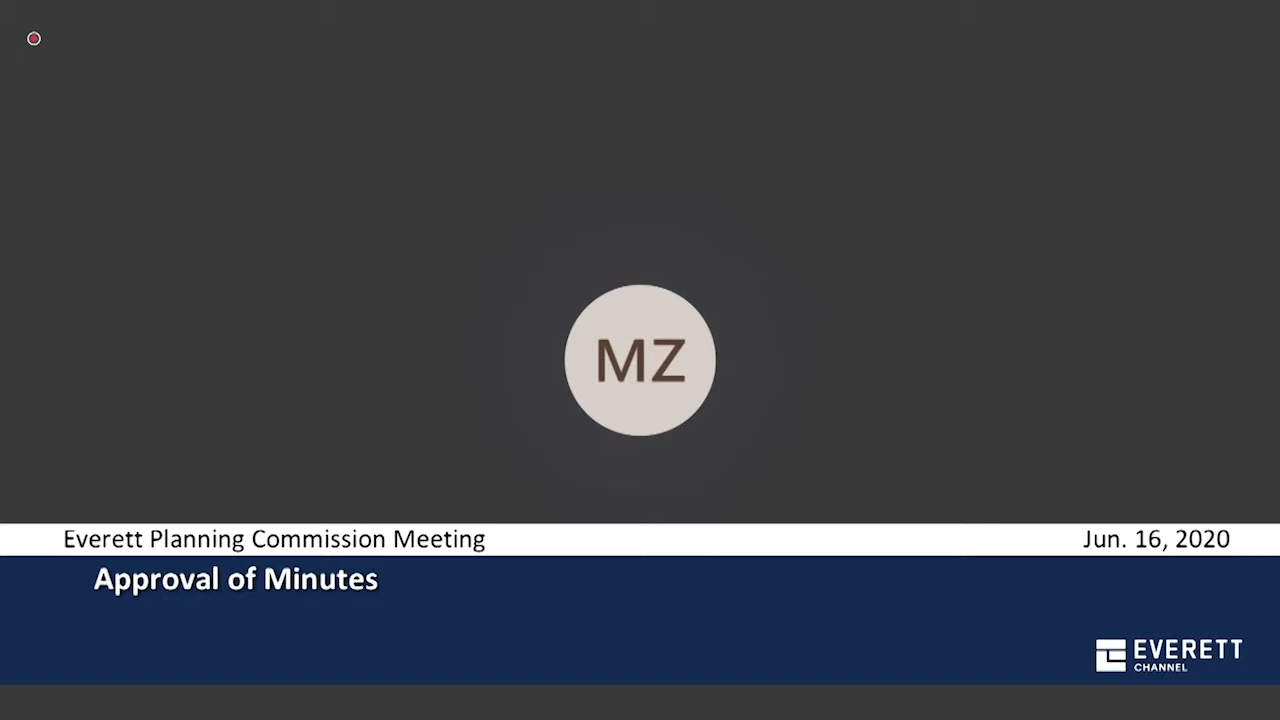 MZ
Everett Planning Commission Meeting
Jun. 16, 2020
Approval of Minutes
EVERETT
CHANNEL